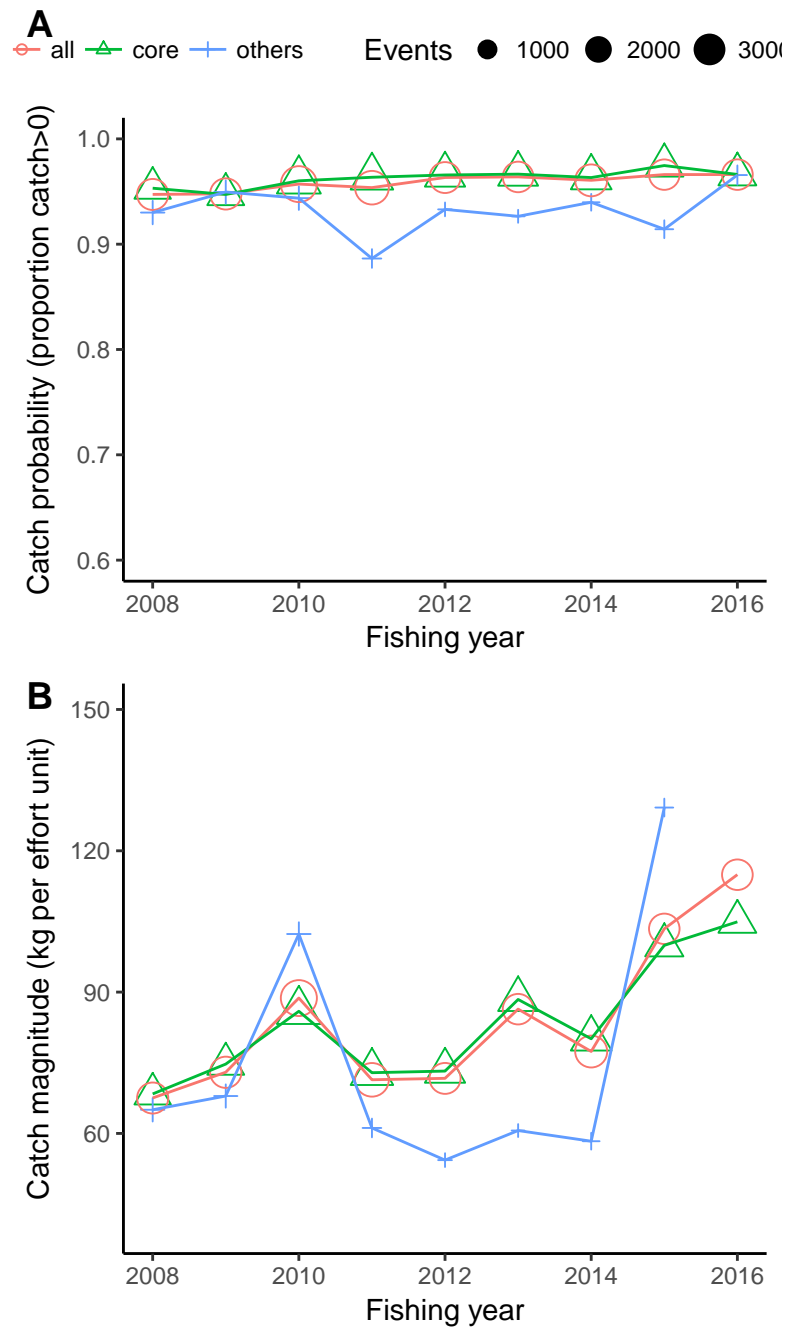 A
all core others Events 1000 2000 300
Catch probability (proportion catch>0)
1.0
0.9
0.8
0.7
0.6
2008 2010 2012 2014 2016
Fishing year
B
Catch magnitude (kg per effort unit)
150
120
90
60
2008 2010 2012 2014 2016
Fishing year